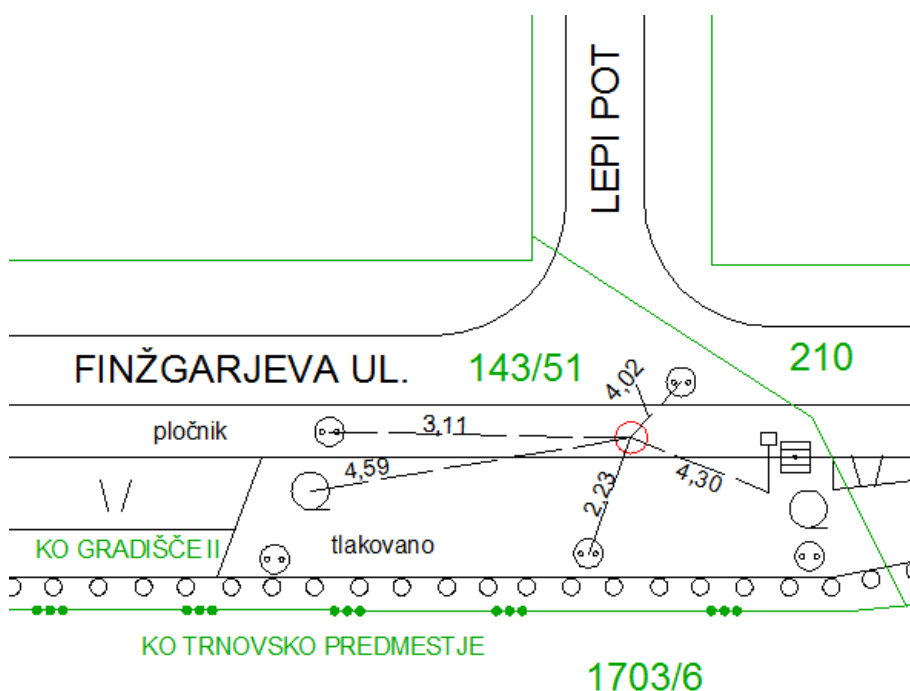 LEPI POT
FINŽGARJEVA UL.
143/51
210
4,02
pločnik
3,11
4,59
4,30
2,23
KO GRADIŠČE II
tlakovano
KO TRNOVSKO PREDMESTJE
1703/6